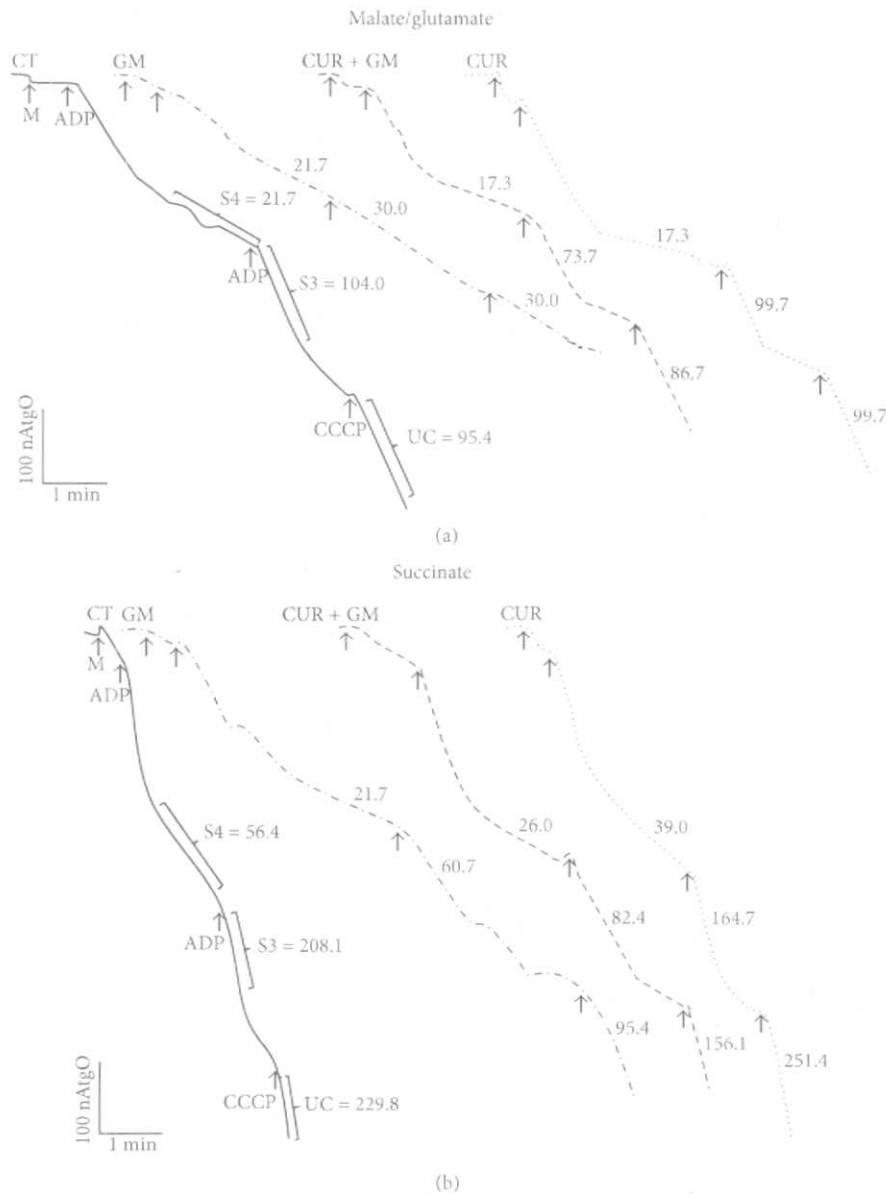 Malate/glutamate
CT GM CUR + GM CUR
M ADP
21.7
17.3
S4 = 21.7
30.0
17.3
ADP
S3 = 104.0
73.7
30.0
99.7
86.7
CCCP
99.7
UC = 95.4
100 nAtgO
1 min
(a)
Succinate
CT GM CUR + GM CUR
M
ADP
21.7
26.0
39.0
S4 = 56.4
60.7
82.4
164.7
ADP
S3 = 208.1
95.4
156.1
251.4
100 nAtgO
CCCP
UC = 229.8
1 min
(b)